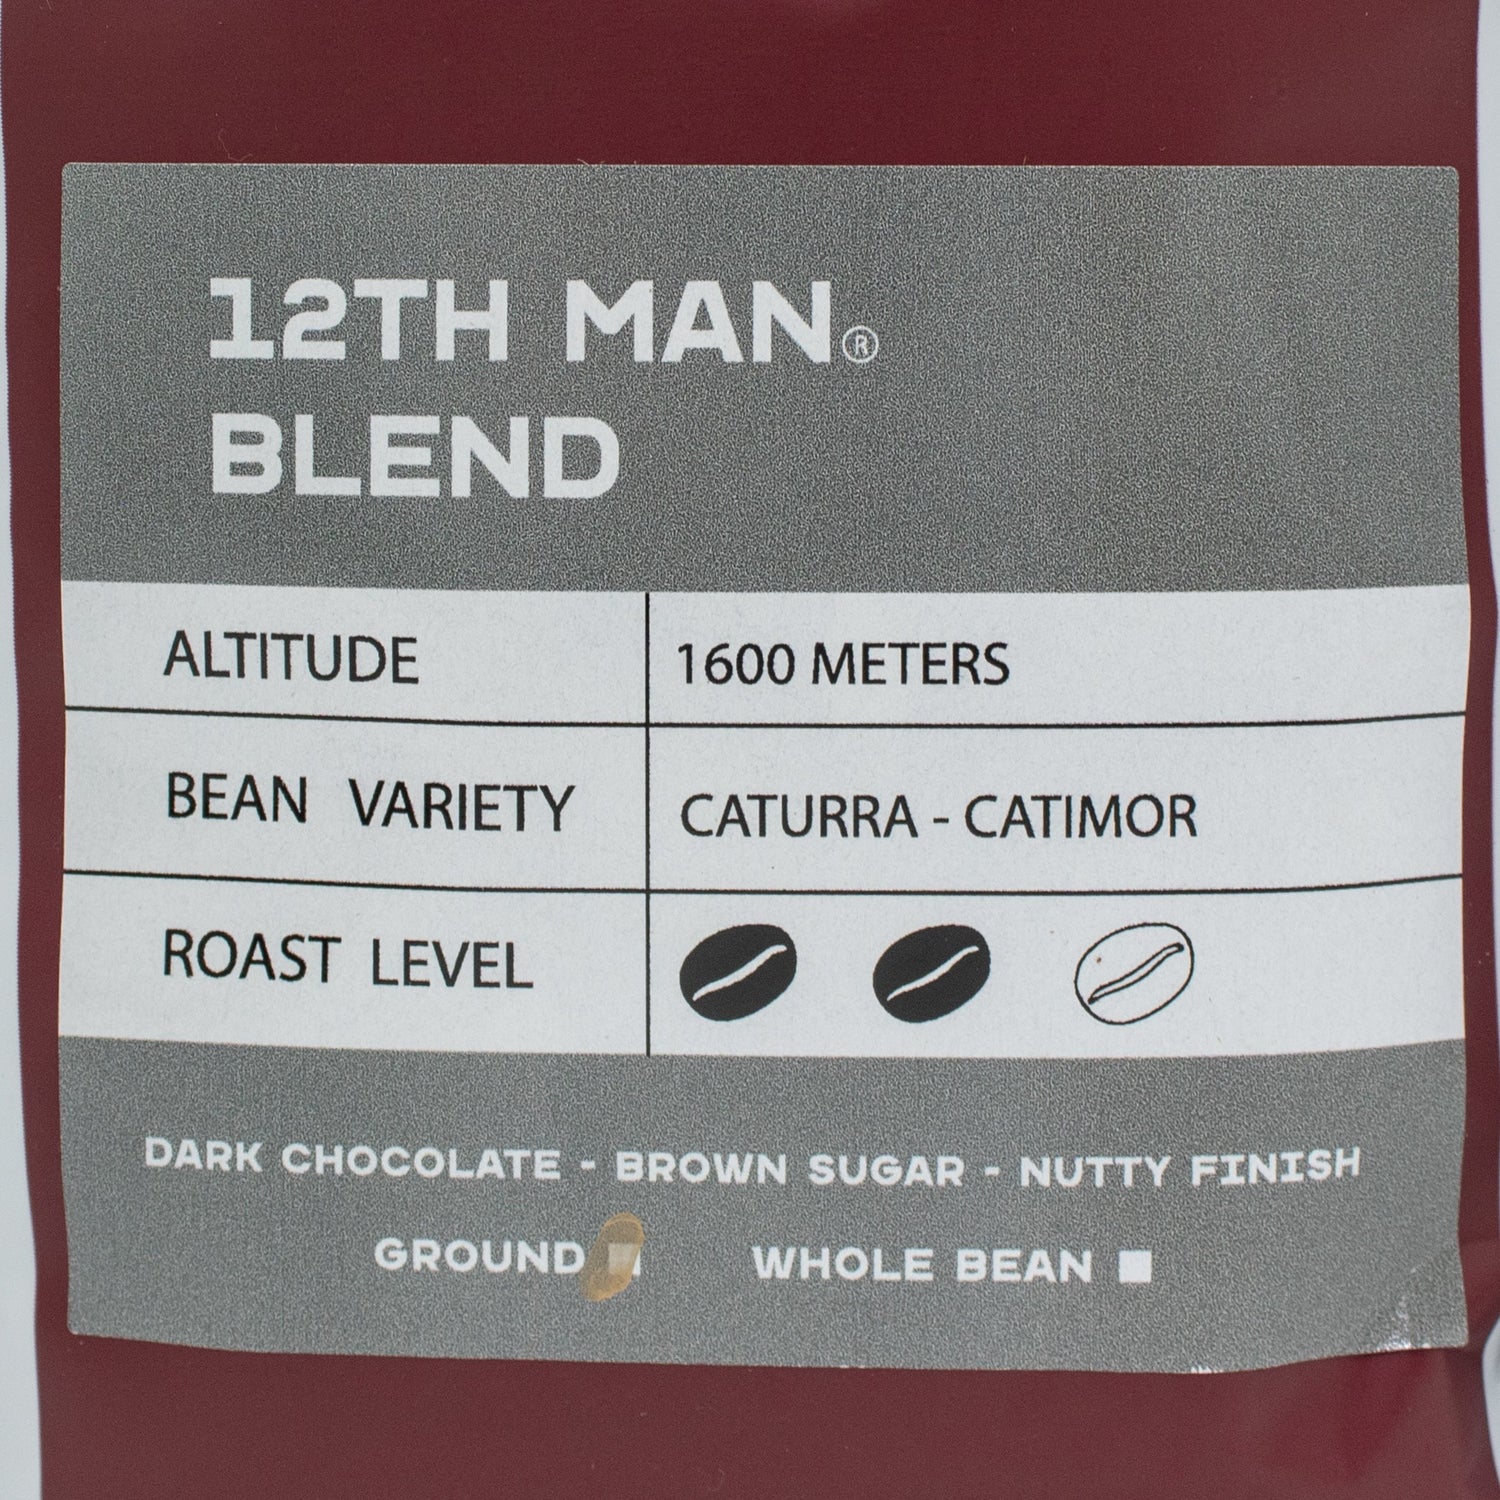 12TH MAN®
BLEND
ALTITUDE 1600 METERS
BEAN VARIETY CATURRA - CATIMOR
ROAST LEVEL
DARK CHOCOLATE - BROWN SUGAR - NUTTY FINISH
GROUND WHOLE BEAN